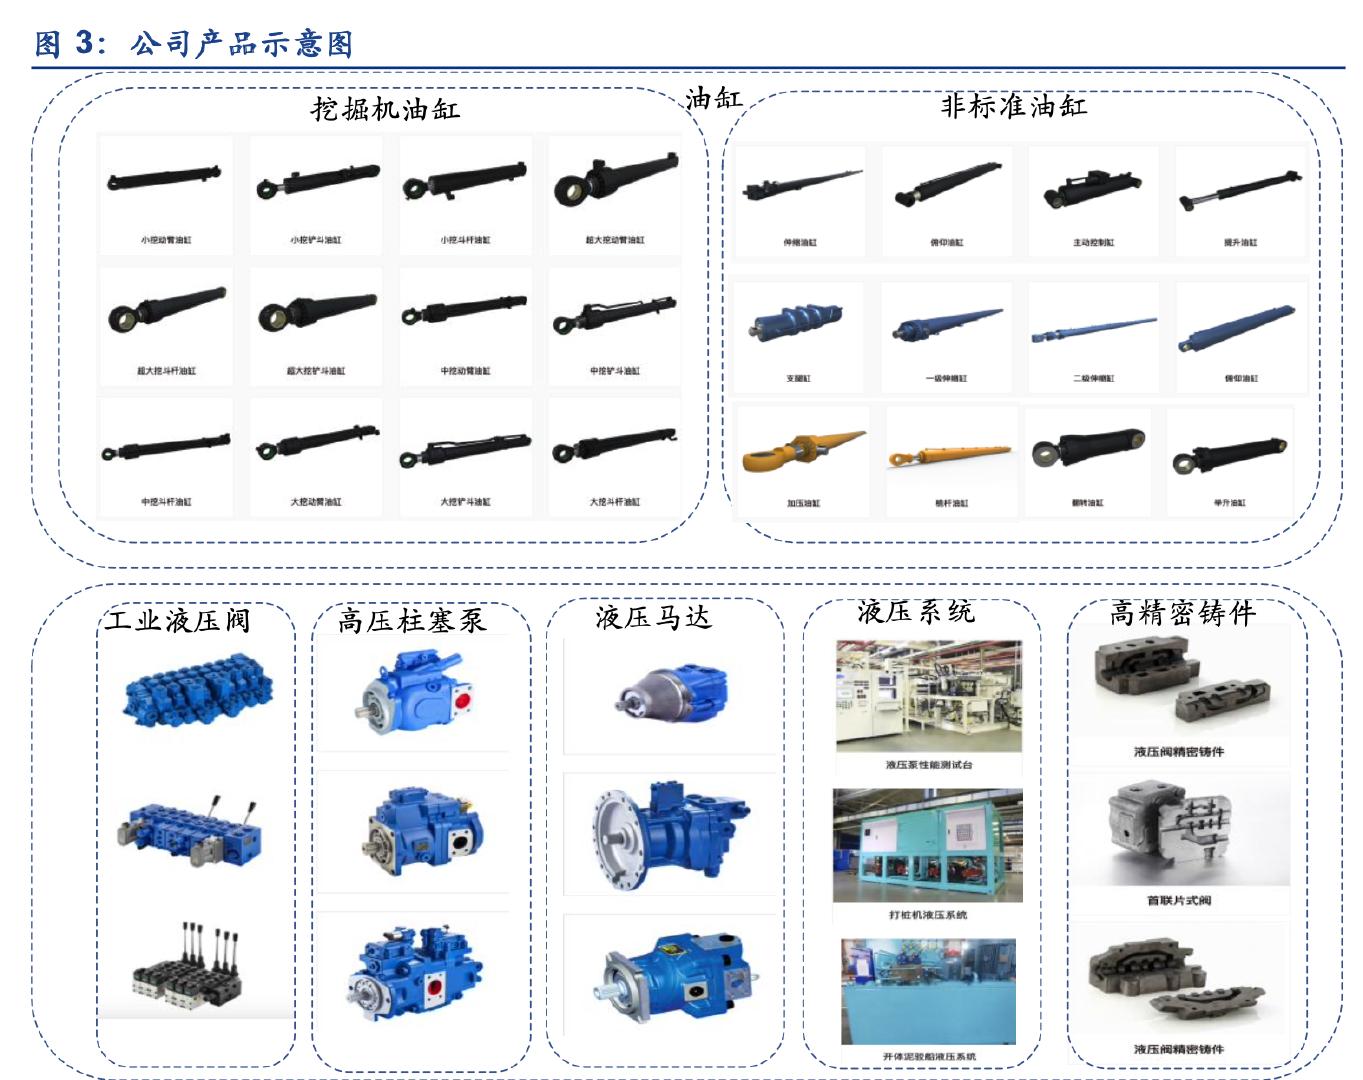 图 3：公司产品示意图
油缸
挖掘机油缸
小挖动臂油缸 小挖铲斗油缸 小挖斗杆油缸 超大挖动臂油缸
超大挖斗杆油缸 超大挖铲斗油缸 中挖动臂油缸 中挖铲斗油缸
中挖斗杆油缸 大挖动臂油缸 大挖铲斗油缸 大挖斗杆油缸
非标准油缸
伸缩油缸 俯仰油缸 主动控制缸 提升油缸
支腿缸 一级伸缩缸 二级伸缩缸 俯仰油缸
加压油缸 桅杆油缸 翻转油缸 举升油缸
工业液压阀
高压柱塞泵
液压马达
液压系统
液压泵性能测试台
打桩机液压系统
开体泥驳船液压系统
高精密铸件
液压阀精密铸件
首联片式阀
液压阀精密铸件